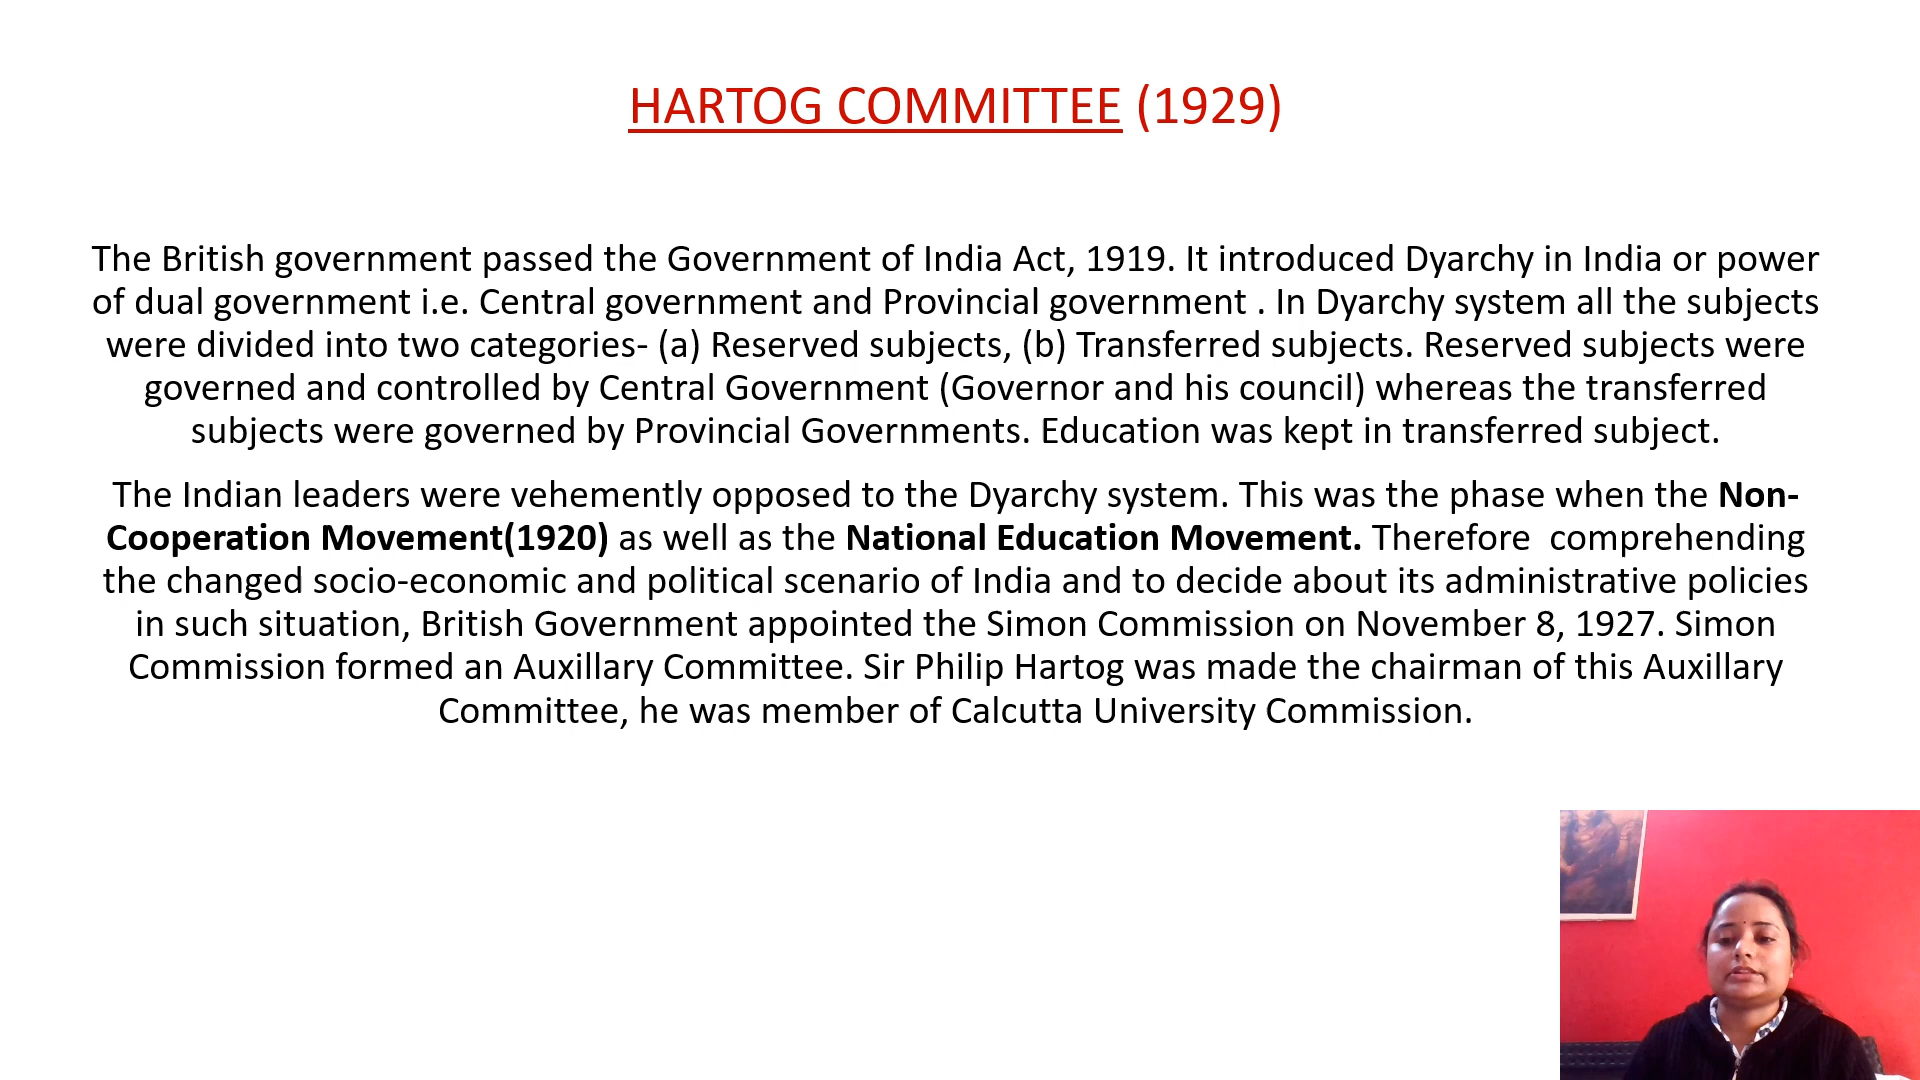 HARTOG COMMITTEE (1929)
The British government passed the Government of India Act, 1919. It introduced Dyarchy in India or power
of dual government i.e. Central government and Provincial government . In Dyarchy system all the subjects
were divided into two categories- (a) Reserved subjects, (b) Transferred subjects. Reserved subjects were
governed and controlled by Central Government (Governor and his council) whereas the transferred
subjects were governed by Provincial Governments. Education was kept in transferred subject.
The Indian leaders were vehemently opposed to the Dyarchy system. This was the phase when the Non-
Cooperation Movement(1920) as well as the National Education Movement. Therefore  comprehending
the changed socio-economic and political scenario of India and to decide about its administrative policies
in such situation, British Government appointed the Simon Commission on November 8, 1927. Simon
Commission formed an Auxillary Committee. Sir Philip Hartog was made the chairman of this Auxillary
Committee, he was member of Calcutta University Commission.